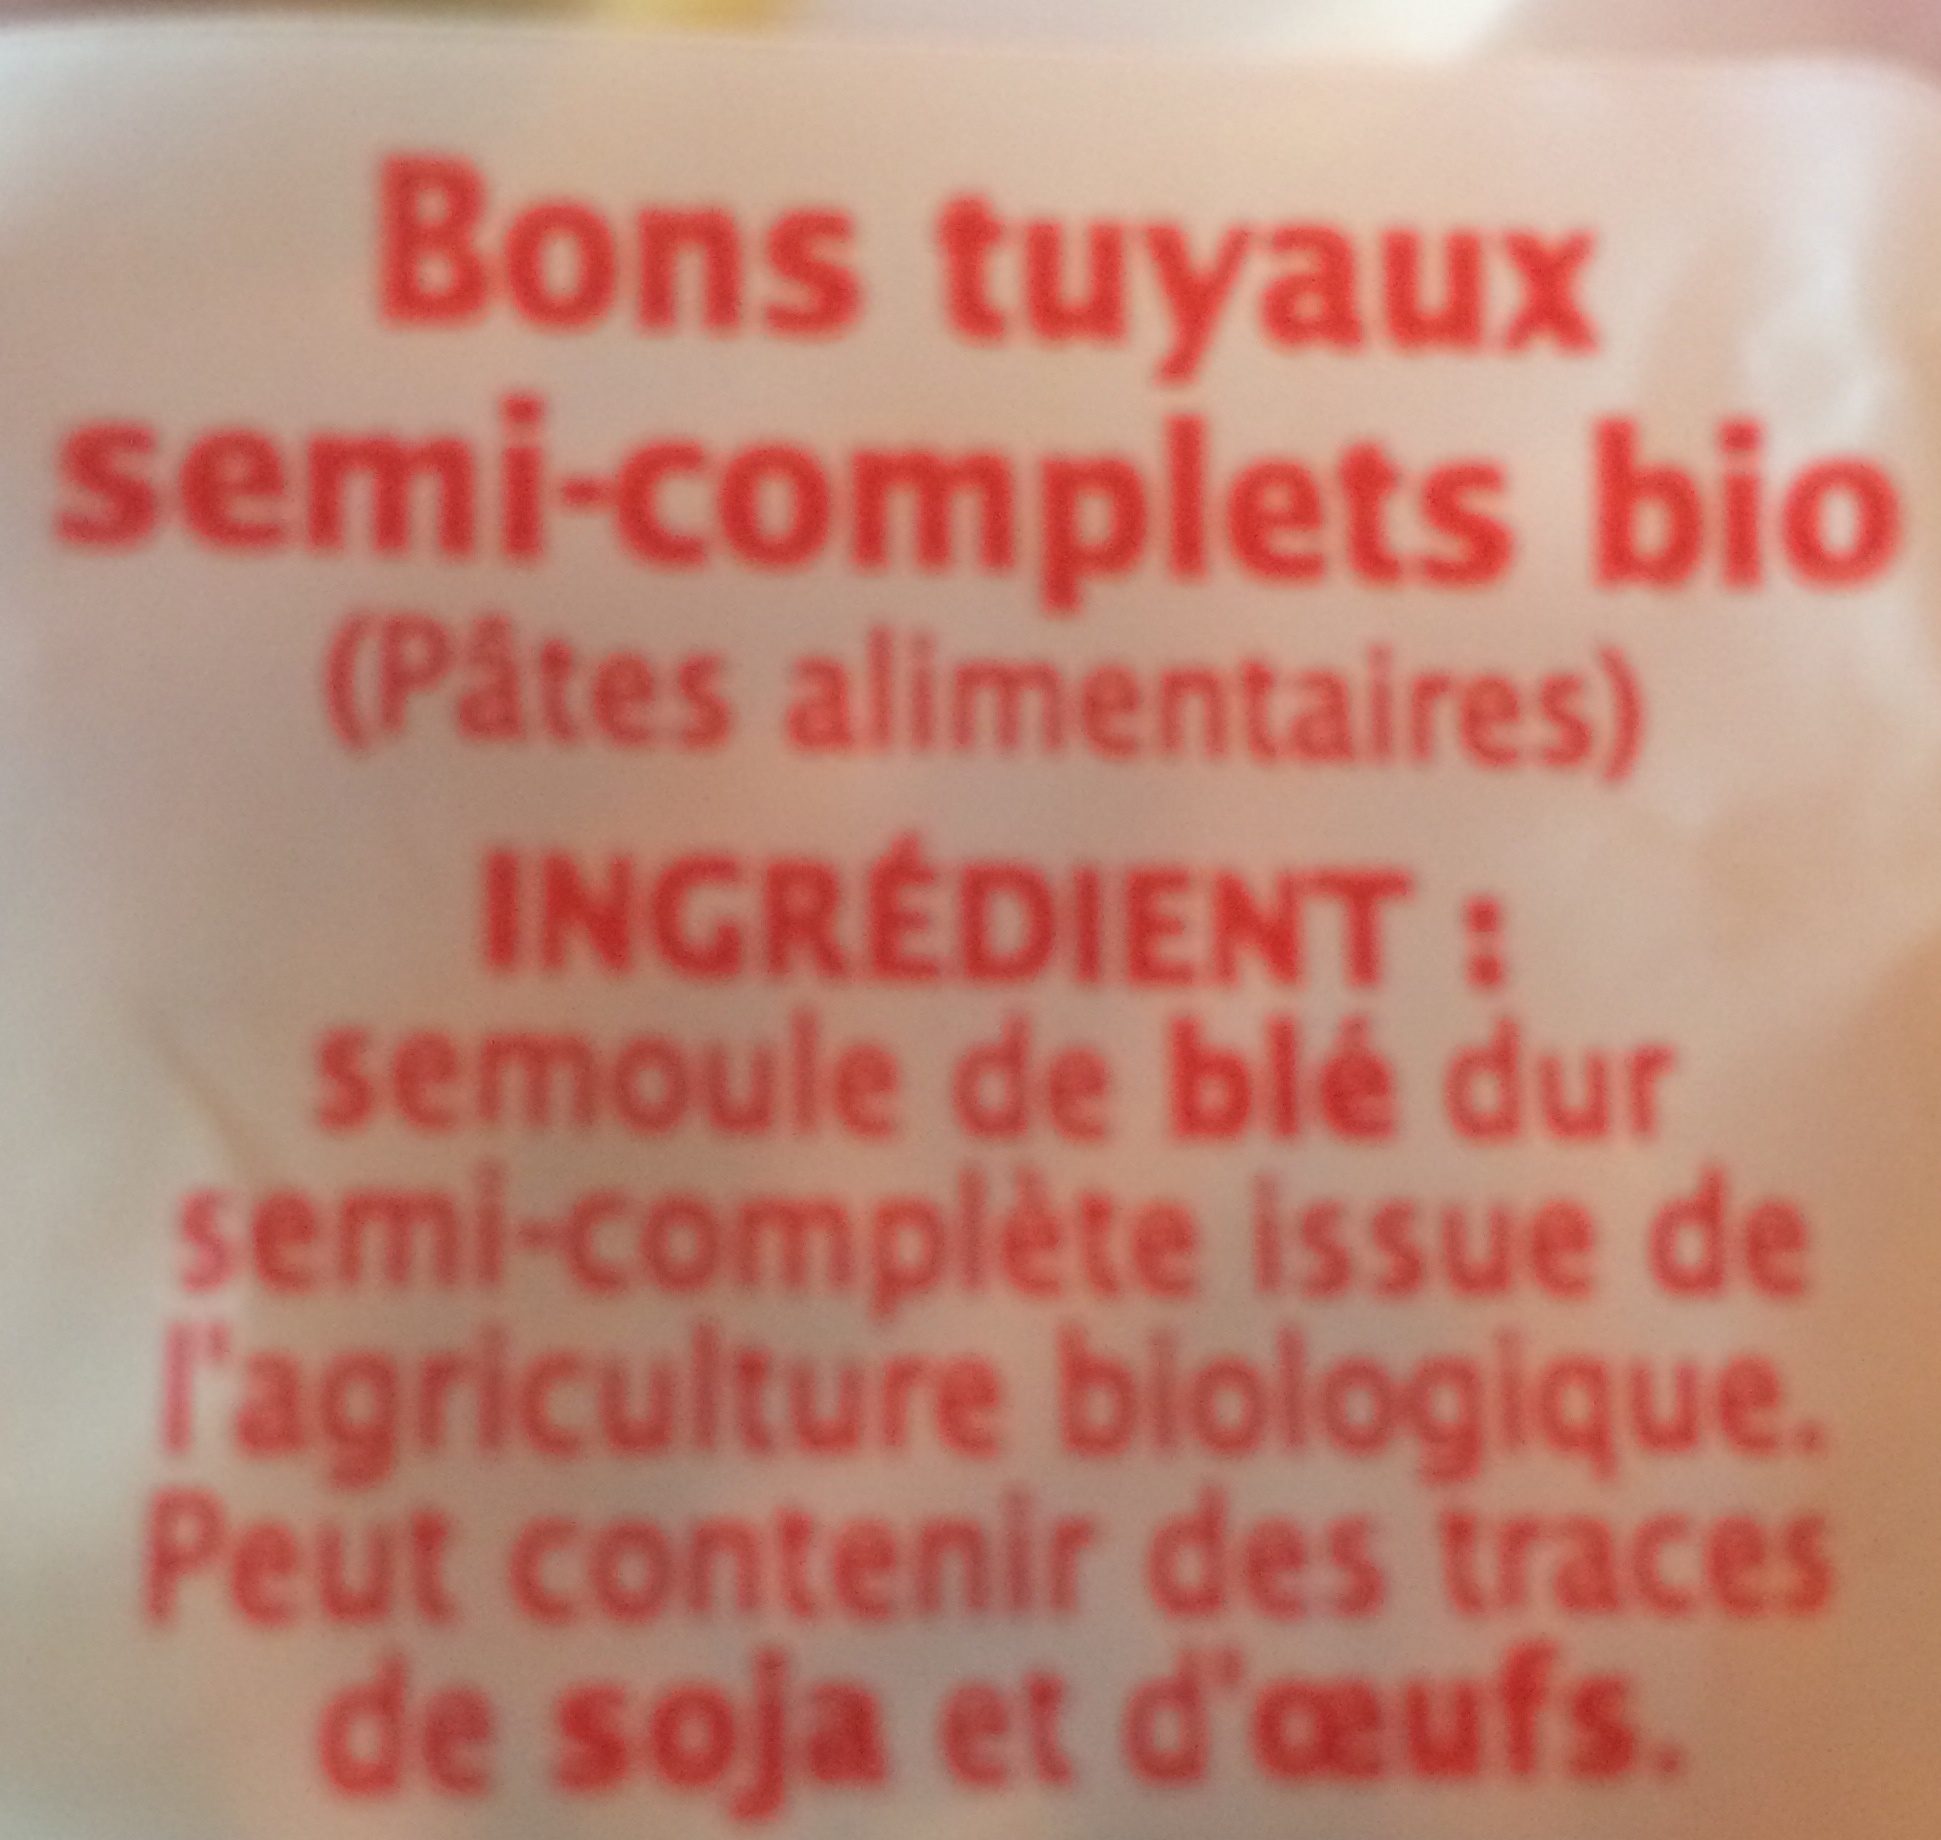 Bons tuyaux
semi-complets bio
(Pâtes alimentaires)
INGRÉDIENT :
semoule de blé dur
semi-complète issue de
l'agriculture biologique.
Peut contenir des traces
de soja et d'œufs.